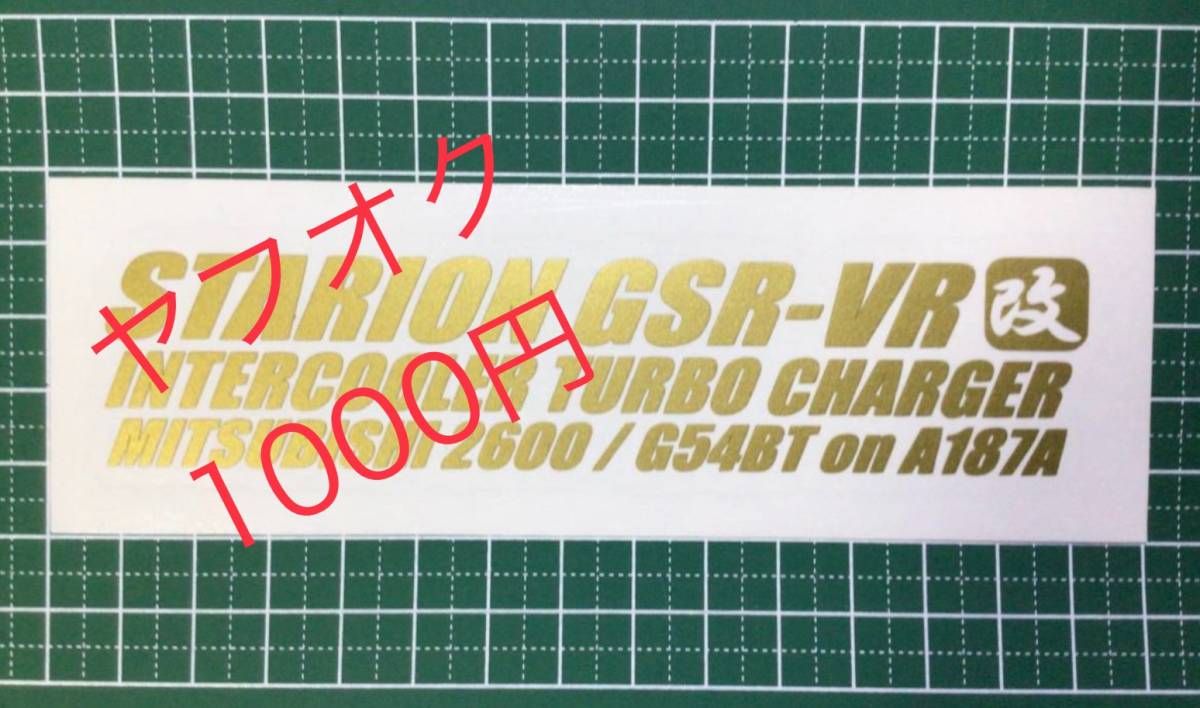 STARION GSR-VR 改
INTERCOOLER TURBO CHARGER
MITSUBISHI 2600 / G54BT on A187A
ヤフオク
1000円